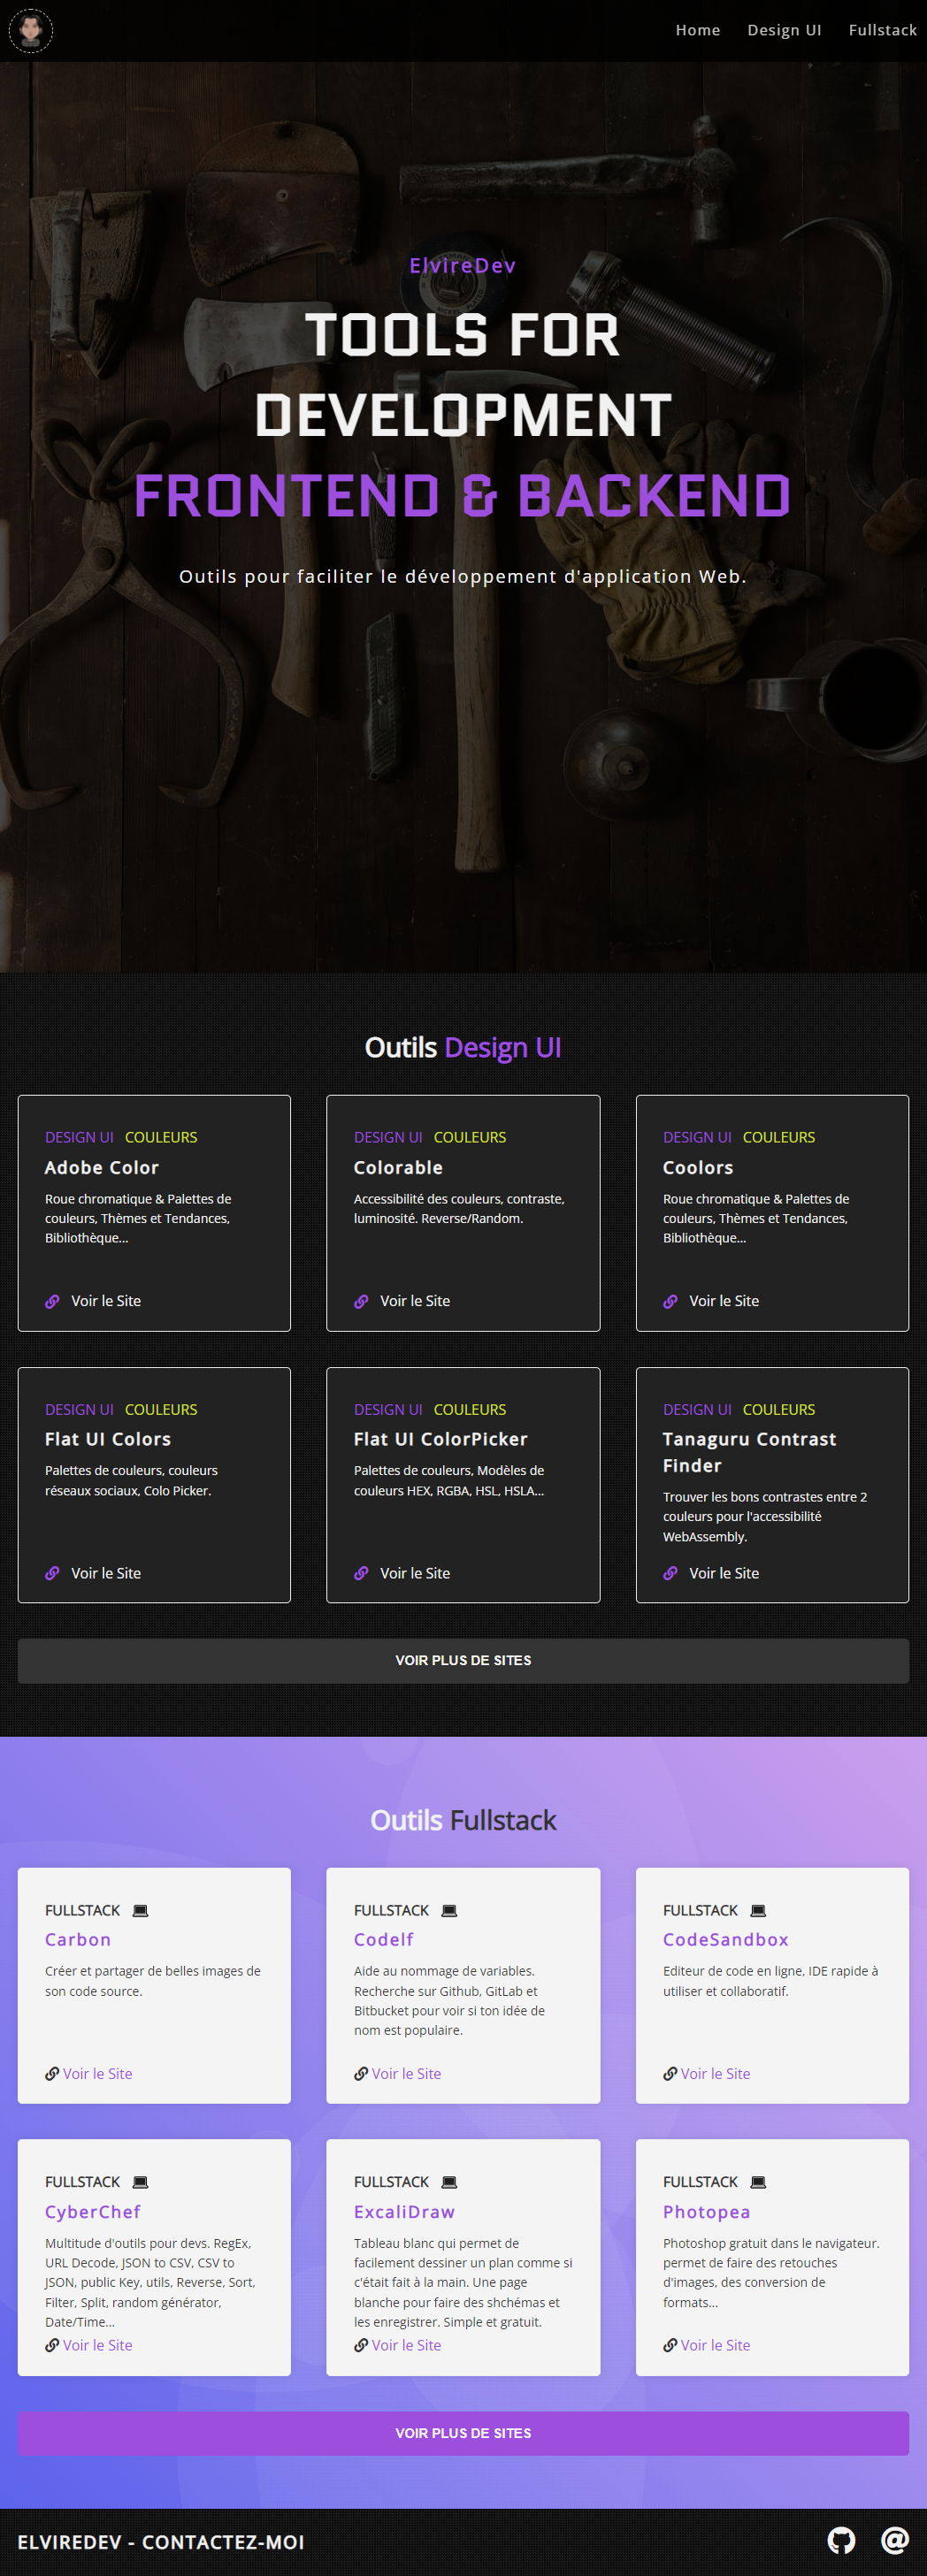 Home Design UI Fullstack
ElvireDev
TOOLS FOR
DEVELOPMENT
FRONTEND & BACKEND
Outils pour faciliter le développement d'application Web.
Outils Design UI
DESIGN UI COULEURS
Adobe Color
Roue chromatique & Palettes de
couleurs, Thèmes et Tendances,
Bibliothèque...
Voir le Site
DESIGN UI COULEURS
Colorable
Accessibilité des couleurs, contraste,
luminosité. Reverse/Random.
Voir le Site
DESIGN UI COULEURS
Coolors
Roue chromatique & Palettes de
couleurs, Thèmes et Tendances,
Bibliothèque...
Voir le Site
DESIGN UI COULEURS
Flat UI Colors
Palettes de couleurs, couleurs
réseaux sociaux, Colo Picker.
Voir le Site
DESIGN UI COULEURS
Flat UI ColorPicker
Palettes de couleurs, Modèles de
couleurs HEX, RGBA, HSL, HSLA...
Voir le Site
DESIGN UI COULEURS
Tanaguru Contrast
Finder
Trouver les bons contrastes entre 2
couleurs pour l'accessibilité
WebAssembly.
Voir le Site
VOIR PLUS DE SITES
Outils Fullstack
FULLSTACK
Carbon
Créer et partager de belles images de
son code source.
Voir le Site
FULLSTACK
Codelf
Aide au nommage de variables.
Recherche sur Github, GitLab et
Bitbucket pour voir si ton idée de
nom est populaire.
Voir le Site
FULLSTACK
CodeSandbox
Editeur de code en ligne, IDE rapide à
utiliser et collaboratif.
Voir le Site
FULLSTACK
CyberChef
Multitude d'outils pour devs. RegEx,
URL Decode, JSON to CSV, CSV to
JSON, public Key, utils, Reverse, Sort,
Filter, Split, random générator,
Date/Time...
Voir le Site
FULLSTACK
ExcaliDraw
Tableau blanc qui permet de
facilement dessiner un plan comme si
c'était fait à la main. Une page
blanche pour faire des shchémas et
les enregistrer. Simple et gratuit.
Voir le Site
FULLSTACK
Photopea
Photoshop gratuit dans le navigateur.
permet de faire des retouches
d'images, des conversion de
formats...
Voir le Site
VOIR PLUS DE SITES
ELVIREDEV - CONTACTEZ-MOI